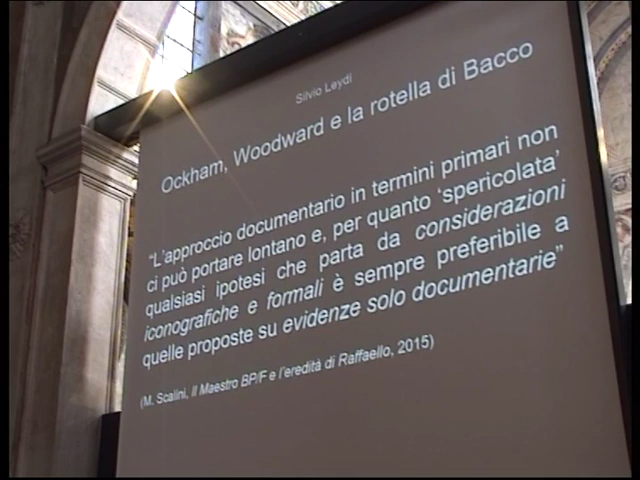 Silvio Leydi
Ockham, Woodward e la rotella di Bacco
“L’approccio documentario in termini primari non
ci può portare lontano e, per quanto ‘spericolata’
qualsiasi ipotesi che parta da considerazioni
iconografiche e formali è sempre preferibile a
quelle proposte su evidenze solo documentarie”
(M. Scalini, Il Maestro BP/F e l’eredità di Raffaello, 2015)